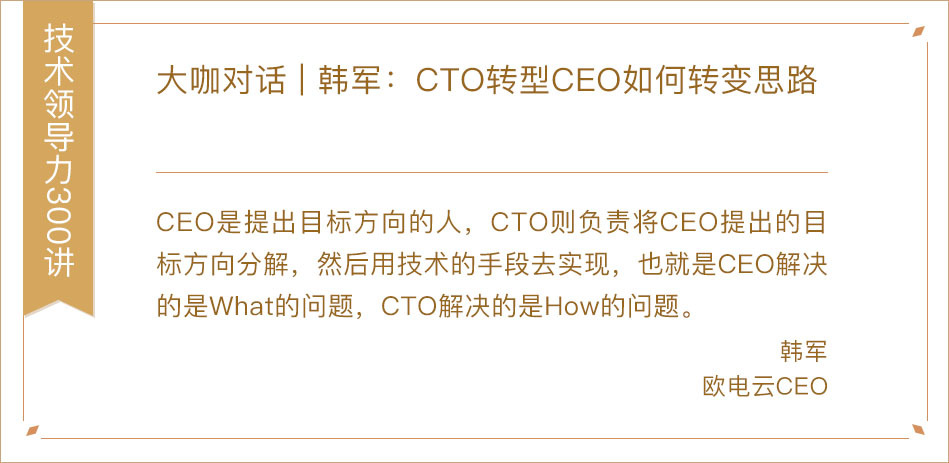 技术领导力300讲
大咖对话 | 韩军：CTO转型CEO如何转变思路
CEO是提出目标方向的人，CTO则负责将CEO提出的目
标方向分解，然后用技术的手段去实现，也就是CEO解决
的是What的问题，CTO解决的是How的问题。
韩军
欧电云CEO